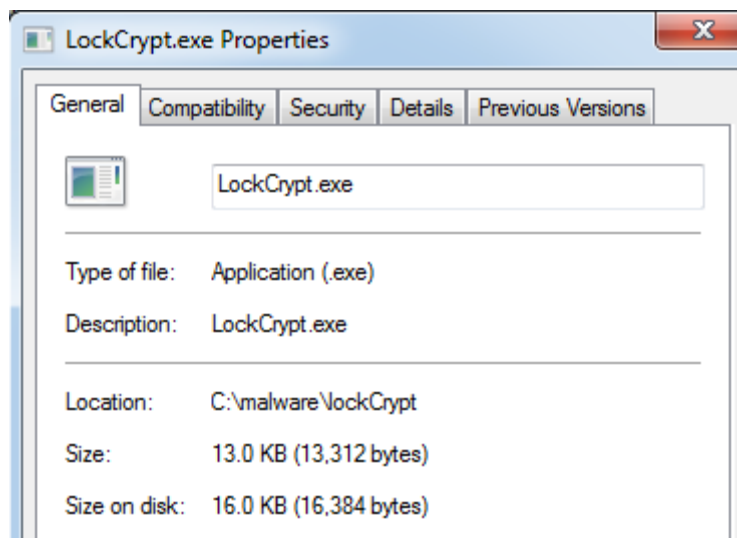 LockCrypt.exe Properties
General Compatibility Security Details Previous Versions
LockCrypt.exe
Type of file: Application (.exe)
Description: LockCrypt.exe
Location: C:\malware\lockCrypt
Size: 13.0 KB (13,312 bytes)
Size on disk: 16.0 KB (16,384 bytes)